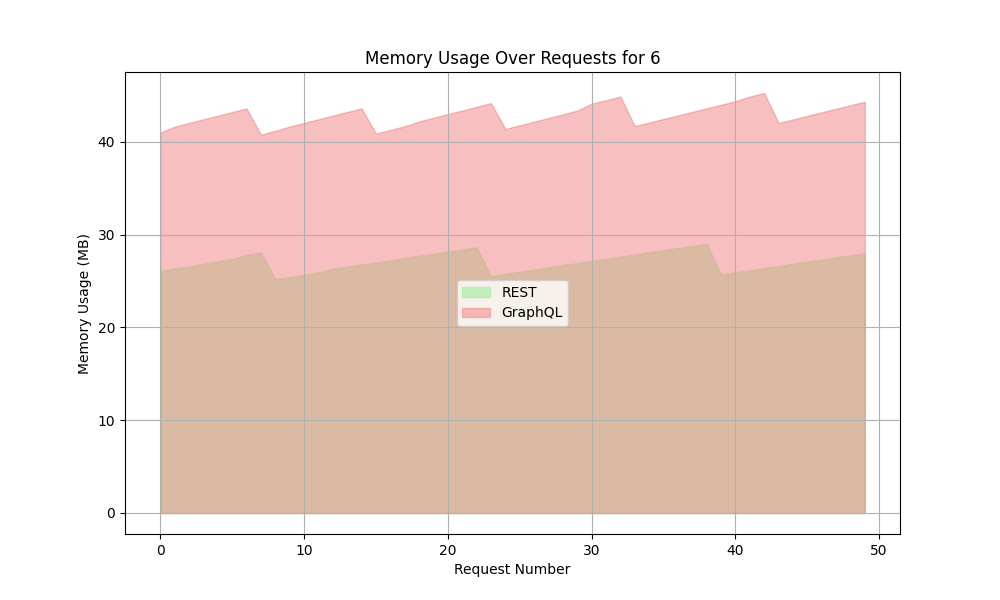 Memory Usage Over Requests for 6
Memory Usage (MB)
40
30
20
10
0
REST
GraphQL
0 10 20 30 40 50
Request Number